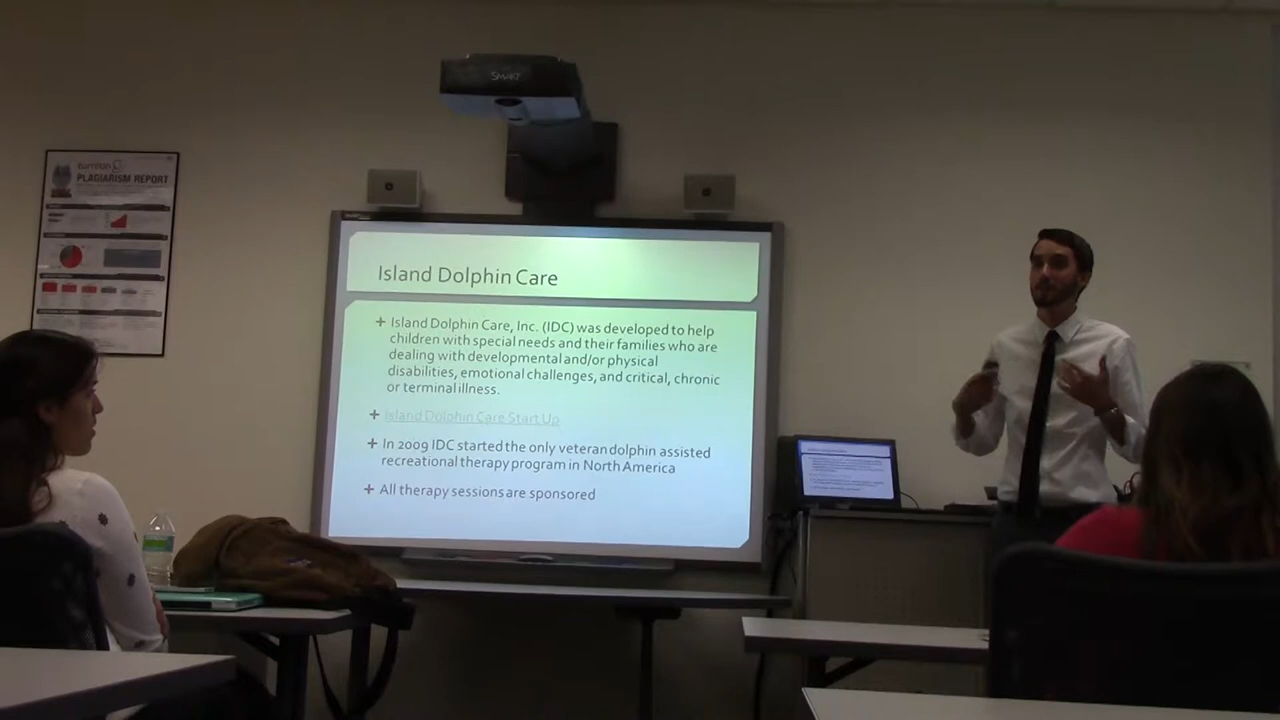 SMART
turnitin
PLAGIARISM REPORT
Island Dolphin Care
Island Dolphin Care, Inc. (IDC) was developed to help
children with special needs and their families who are
dealing with developmental and/or physical
disabilities, emotional challenges, and critical, chronic
or terminal illness.
Island Dolphin Care Start Up
In 2009 IDC started the only veteran dolphin assisted
recreational therapy program in North America
All therapy sessions are sponsored